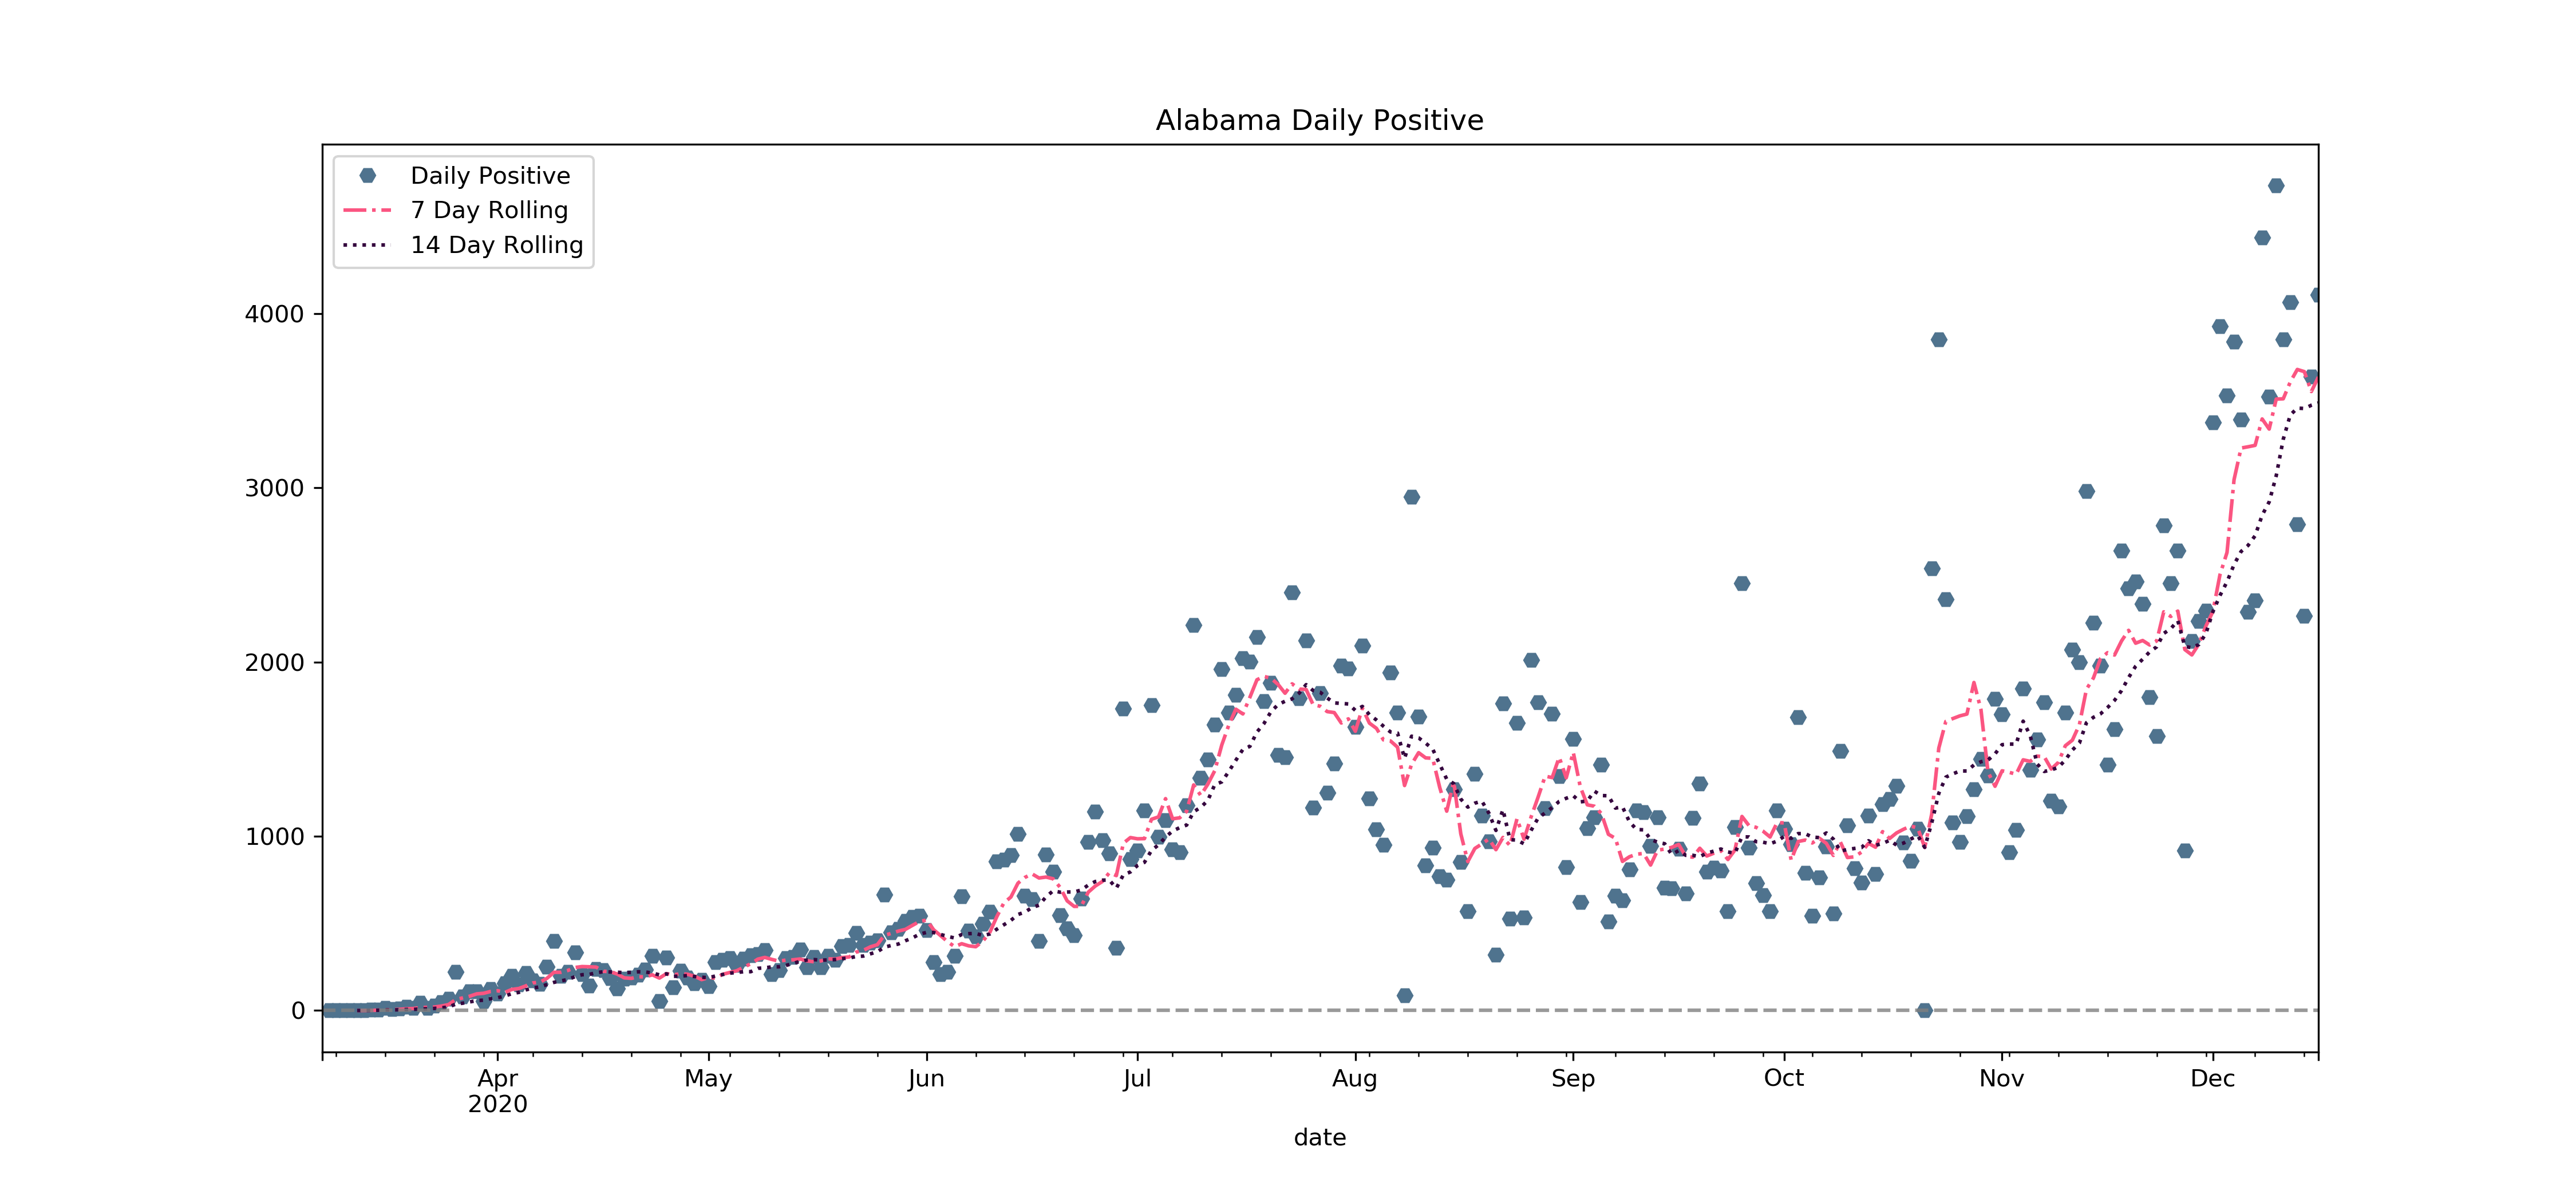 Alabama Daily Positive
Daily Positive
7 Day Rolling
14 Day Rolling
4000
3000
2000
1000
0
Apr May Jun Jul Aug Sep Oct Nov Dec
2020
date